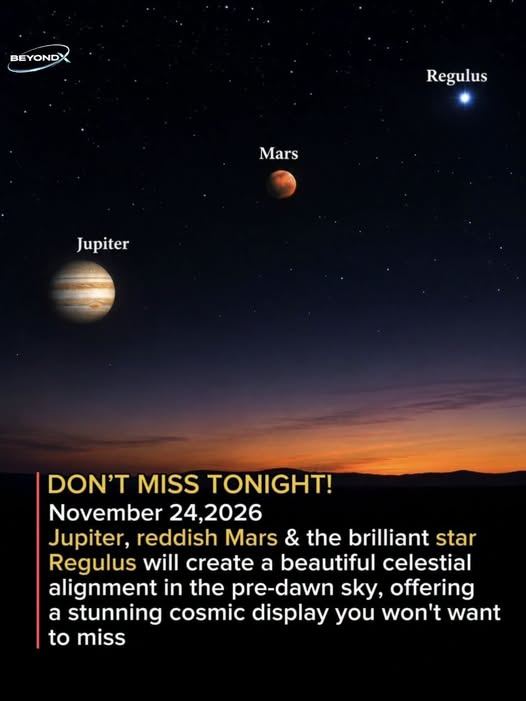 BEYONDX
Regulus
Mars
Jupiter
DON'T MISS TONIGHT!
November 24,2026
Jupiter, reddish Mars & the brilliant star
Regulus will create a beautiful celestial
alignment in the pre-dawn sky, offering
a stunning cosmic display you won't want
to miss